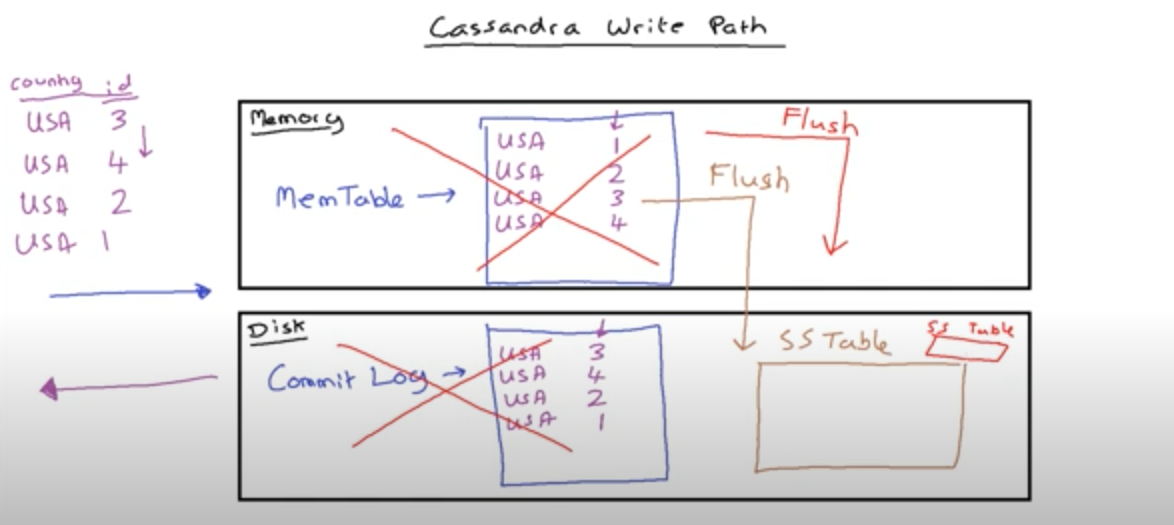 Cassandra Write Path
country id
USA 3
USA 4
USA 2
USA 1
Memory
MemTable
USA 1
USA 2
USA 3
USA 4
Flush
Flush
Disk
Commit Log
USA 3
USA 4
USA 2
USA 1
SS Table
SS Table